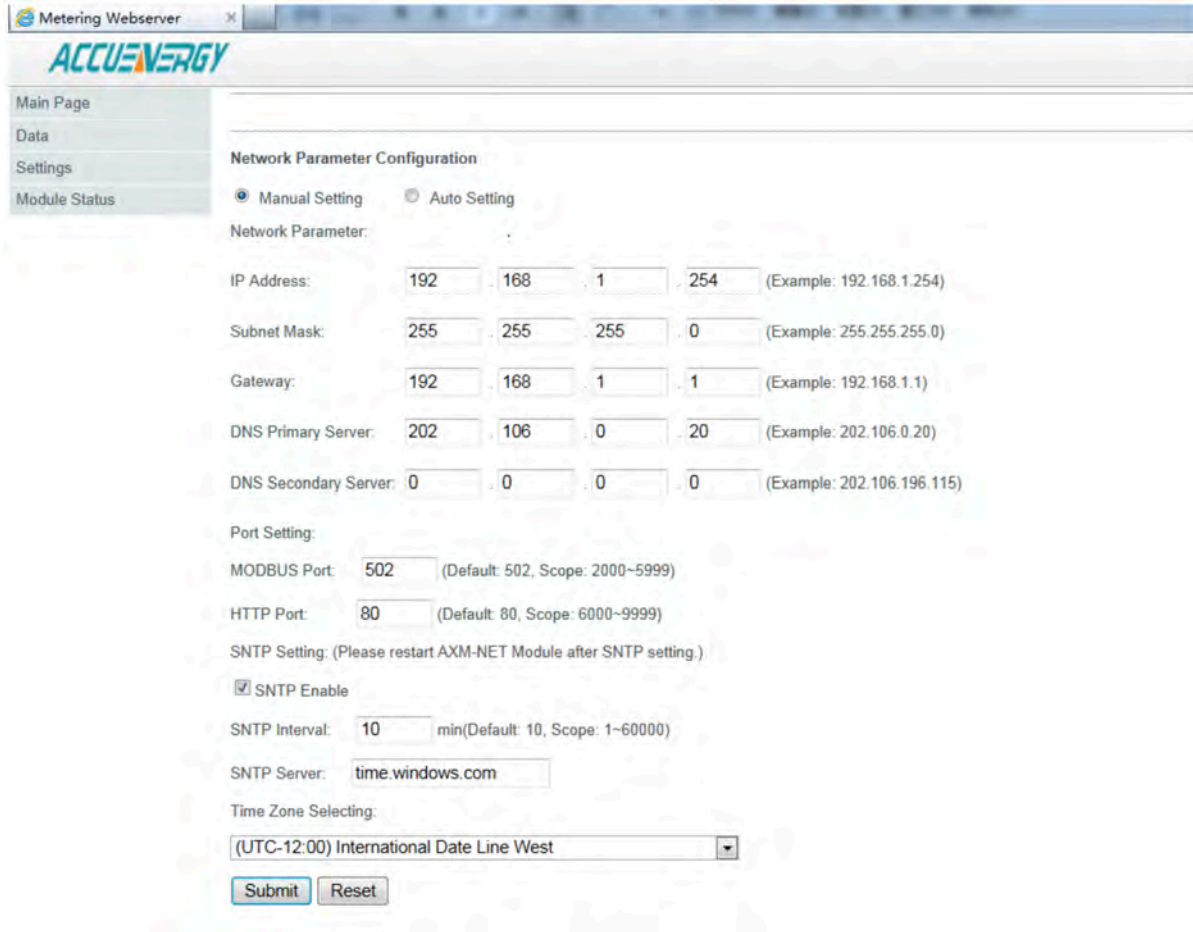 Metering Webserver
ACCUENERGY
Main Page
Data
Settings
Module Status
Network Parameter Configuration
Manual Setting Auto Setting
Network Parameter:
IP Address: 192 . 168 . 1 . 254 (Example: 192.168.1.254)
Subnet Mask: 255 . 255 . 255 . 0 (Example: 255.255.255.0)
Gateway: 192 . 168 . 1 . 1 (Example: 192.168.1.1)
DNS Primary Server: 202 . 106 . 0 . 20 (Example: 202.106.0.20)
DNS Secondary Server: 0 . 0 . 0 . 0 (Example: 202.106.196.115)
Port Setting:
MODBUS Port: 502 (Default: 502, Scope: 2000~5999)
HTTP Port: 80 (Default: 80, Scope: 6000~9999)
SNTP Setting: (Please restart AXM-NET Module after SNTP setting.)
SNTP Enable
SNTP Interval: 10 min(Default: 10, Scope: 1~60000)
SNTP Server: time.windows.com
Time Zone Selecting:
(UTC-12:00) International Date Line West
Submit Reset